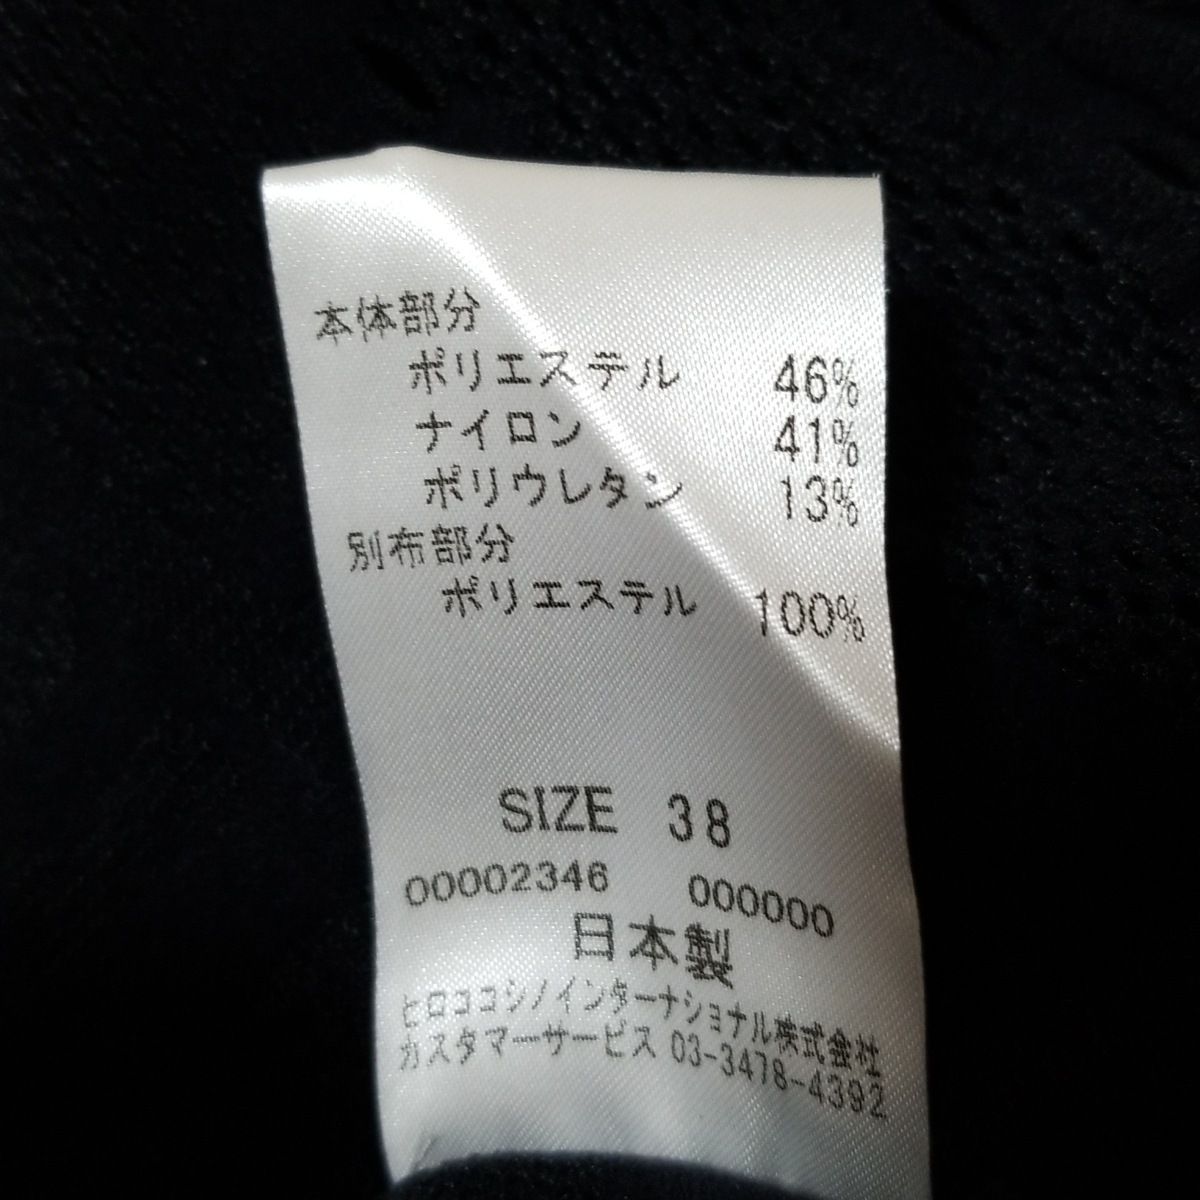 本体部分
ポリエステル 46%
ナイロン 41%
ポリウレタン 13%
別布部分
ポリエステル 100%
SIZE 38
00002346 000000
日本製
ヒロココシノインターナショナル株式会社
カスタマーサービス 03-3478-4392